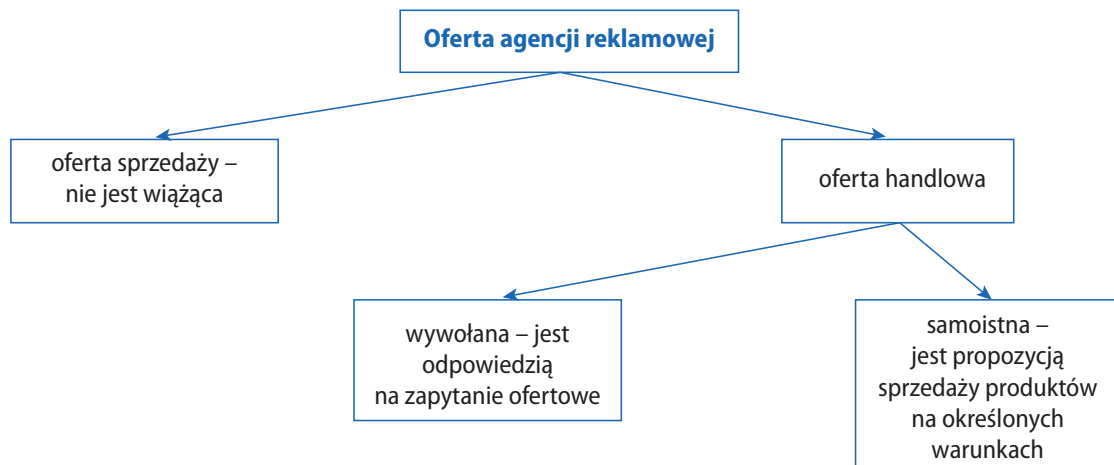 Oferta agencji reklamowej
oferta sprzedaży –
nie jest wiążąca
oferta handlowa
wywołana – jest
odpowiedzią
na zapytanie ofertowe
samoistna –
jest propozycją
sprzedaży produktów
na określonych
warunkach